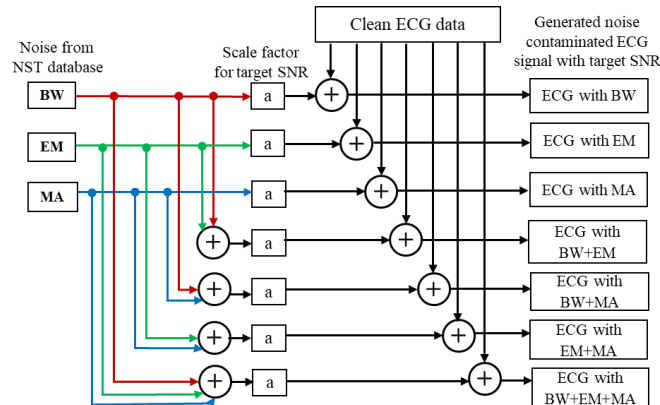 Clean ECG data
Noise from
NST database
Scale factor
for target SNR
Generated noise
contaminated ECG
signal with target SNR
BW
a
+
ECG with BW
EM
a
+
ECG with EM
MA
a
+
ECG with MA
+
a
+
ECG with
BW+EM
+
a
+
ECG with
BW+MA
+
a
+
ECG with
EM+MA
+
a
+
ECG with
BW+EM+MA